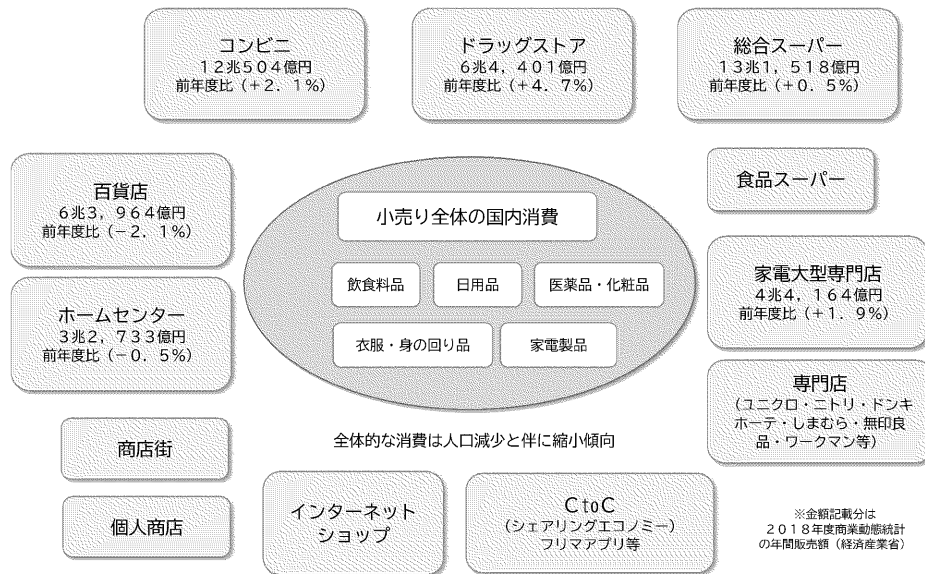 コンビニ
12兆504億円
前年度比（+2.1%）
ドラッグストア
6兆4,401億円
前年度比（+4.7%）
総合スーパー
13兆1,518億円
前年度比（+0.5%）
百貨店
6兆3,964億円
前年度比（-2.1%）
食品スーパー
小売り全体の国内消費
飲食料品
日用品
医薬品・化粧品
衣服・身の回り品
家電製品
家電大型専門店
4兆4,164億円
前年度比（+1.9%）
ホームセンター
3兆2,733億円
前年度比（-0.5%）
専門店
（ユニクロ・ニトリ・ドンキ
ホーテ・しまむら・無印良
品・ワークマン等）
商店街
全体的な消費は人口減少と伴に縮小傾向
個人商店
インターネット
ショップ
CtoC
（シェアリングエコノミー）
フリマアプリ等
※金額記載分は
2018年度商業動態統計
の年間販売額（経済産業省）